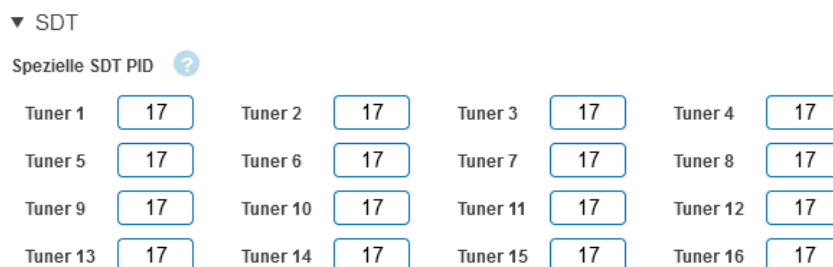 ▼ SDT
Spezielle SDT PID ?
Tuner 1 17 Tuner 2 17 Tuner 3 17 Tuner 4 17
Tuner 5 17 Tuner 6 17 Tuner 7 17 Tuner 8 17
Tuner 9 17 Tuner 10 17 Tuner 11 17 Tuner 12 17
Tuner 13 17 Tuner 14 17 Tuner 15 17 Tuner 16 17